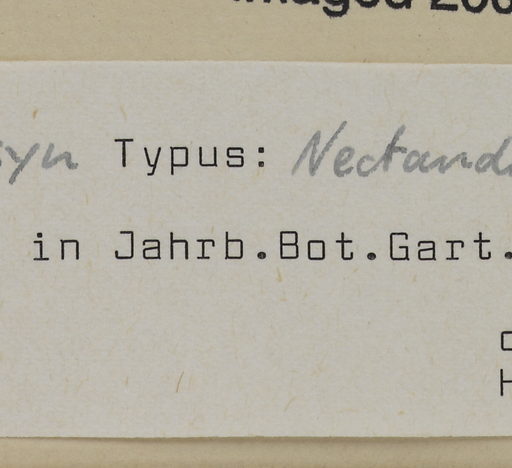 syn Typus: Nectand
in Jahrb.Bot.Gart.